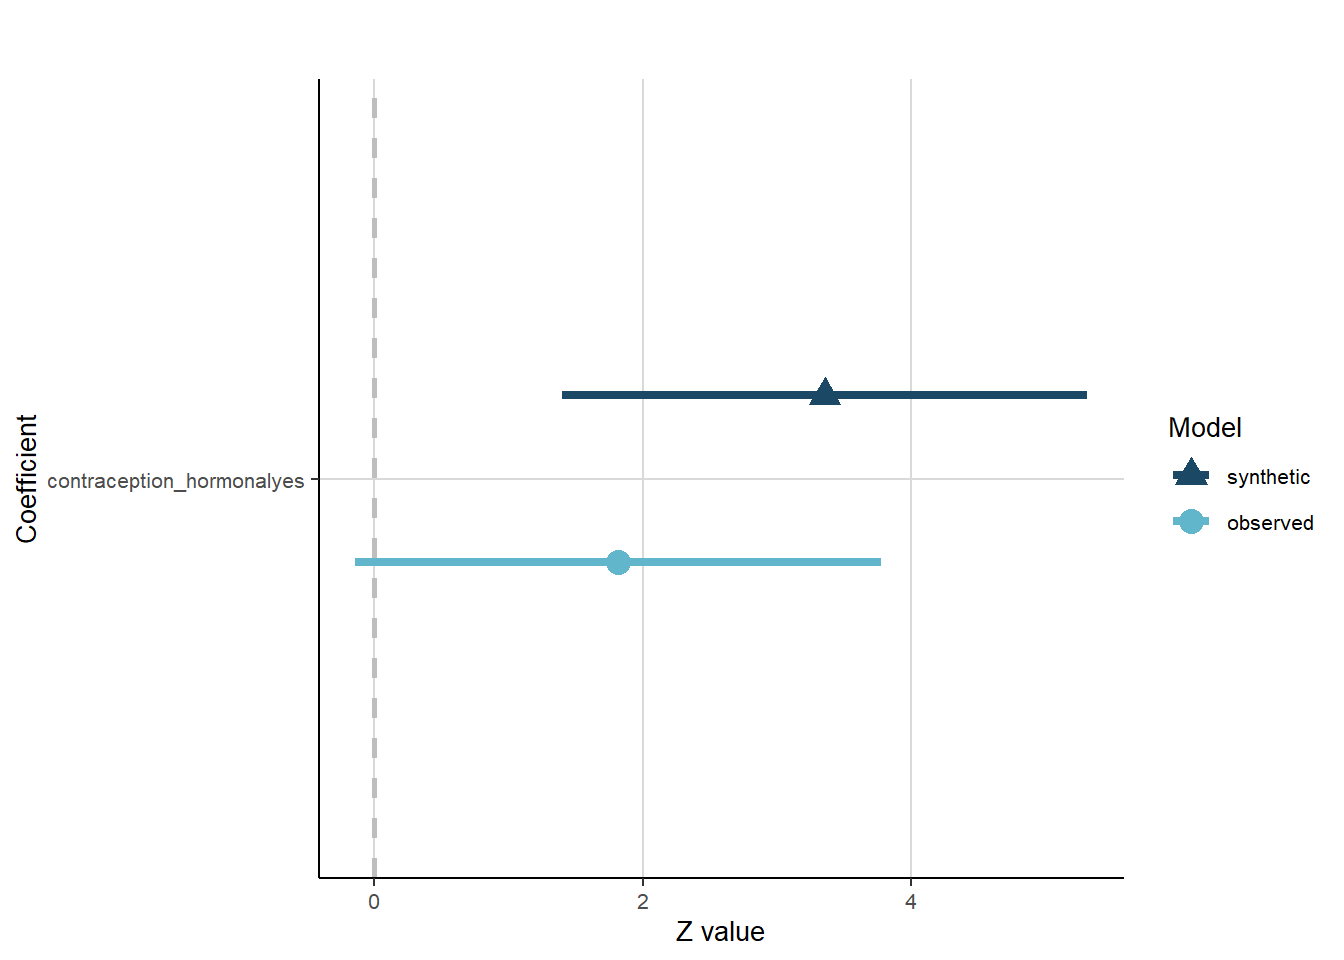 Coefficient
contraception_hormonalyes
0
2
4
Z value
Model
synthetic
observed